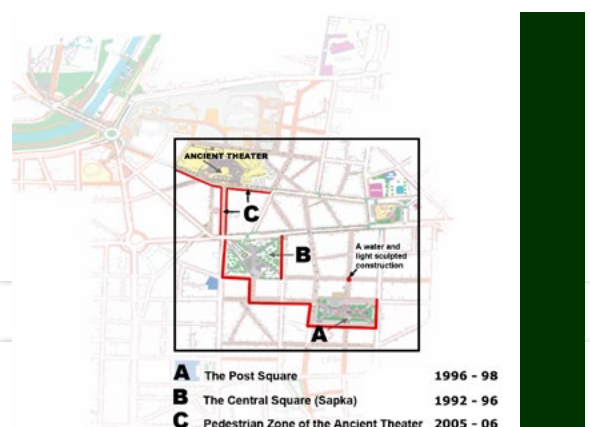 ANCIENT THEATER
C
B
A water and
light sculpted
construction
A
A The Post Square 1996 - 98
B The Central Square (Sapka) 1992 - 96
C Pedestrian Zone of the Ancient Theater 2005 - 06